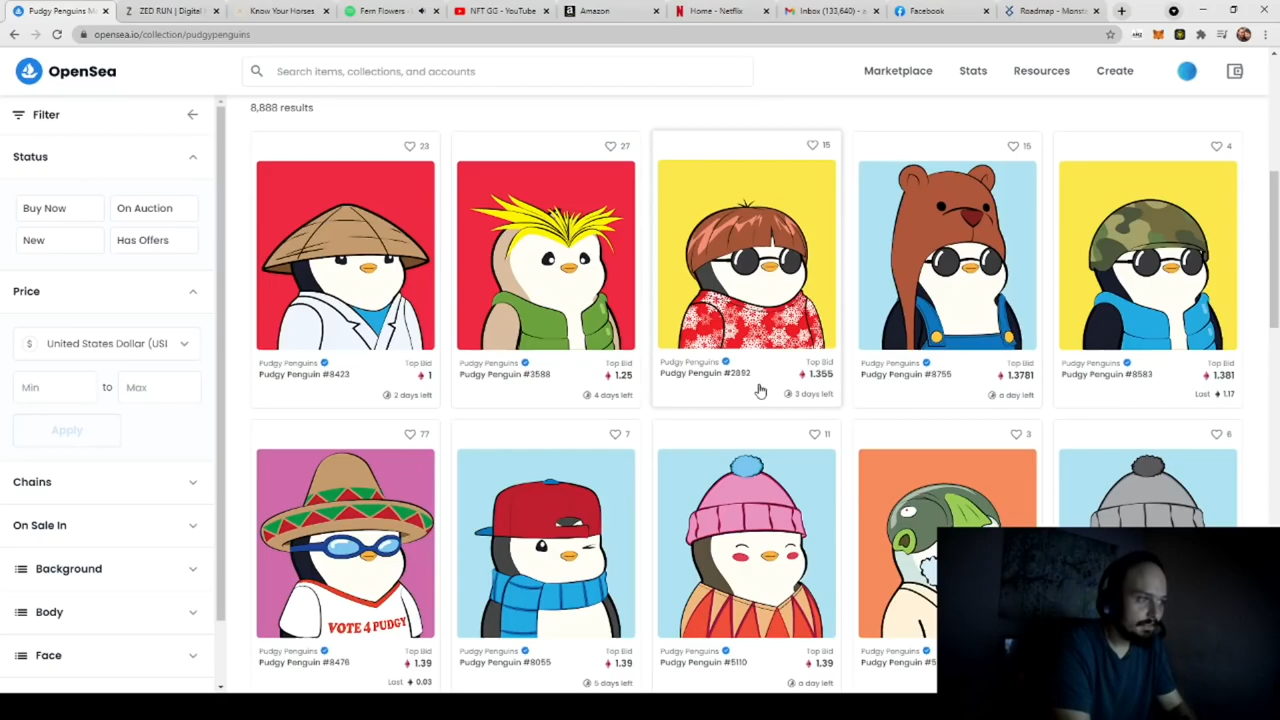 Pudgy Penguins M
ZED RUN | Digital
Know Your Horses
Fern Flowers -
NFT GG - YouTube
Amazon
Home - Netflix
Inbox (133,640) - a
Facebook
Roadmap - Monst
opensea.io/collection/pudgypenguins
OpenSea
Search items, collections, and accounts
Marketplace
Stats
Resources
Create
8,888 results
Filter
Status
Buy Now
On Auction
New
Has Offers
Price
$ United States Dollar (USI
Min
to
Max
Apply
Chains
On Sale In
Background
Body
Face
23
27
15
15
4
Pudgy Penguins Top Bid
Pudgy Penguin #8423 1
2 days left
Pudgy Penguins Top Bid
Pudgy Penguin #3588 1.25
4 days left
Pudgy Penguins Top Bid
Pudgy Penguin #2892 1.355
3 days left
Pudgy Penguins Top Bid
Pudgy Penguin #8755 1.3781
a day left
Pudgy Penguins Top Bid
Pudgy Penguin #8583 1.381
Last 1.17
77
7
11
3
6
VOTE 4 PUDGY
Pudgy Penguins Top Bid
Pudgy Penguin #8476 1.39
Last 0.03
Pudgy Penguins Top Bid
Pudgy Penguin #8055 1.39
5 days left
Pudgy Penguins Top Bid
Pudgy Penguin #5110 1.39
a day left
Pudgy Penguins
Pudgy Penguin #5